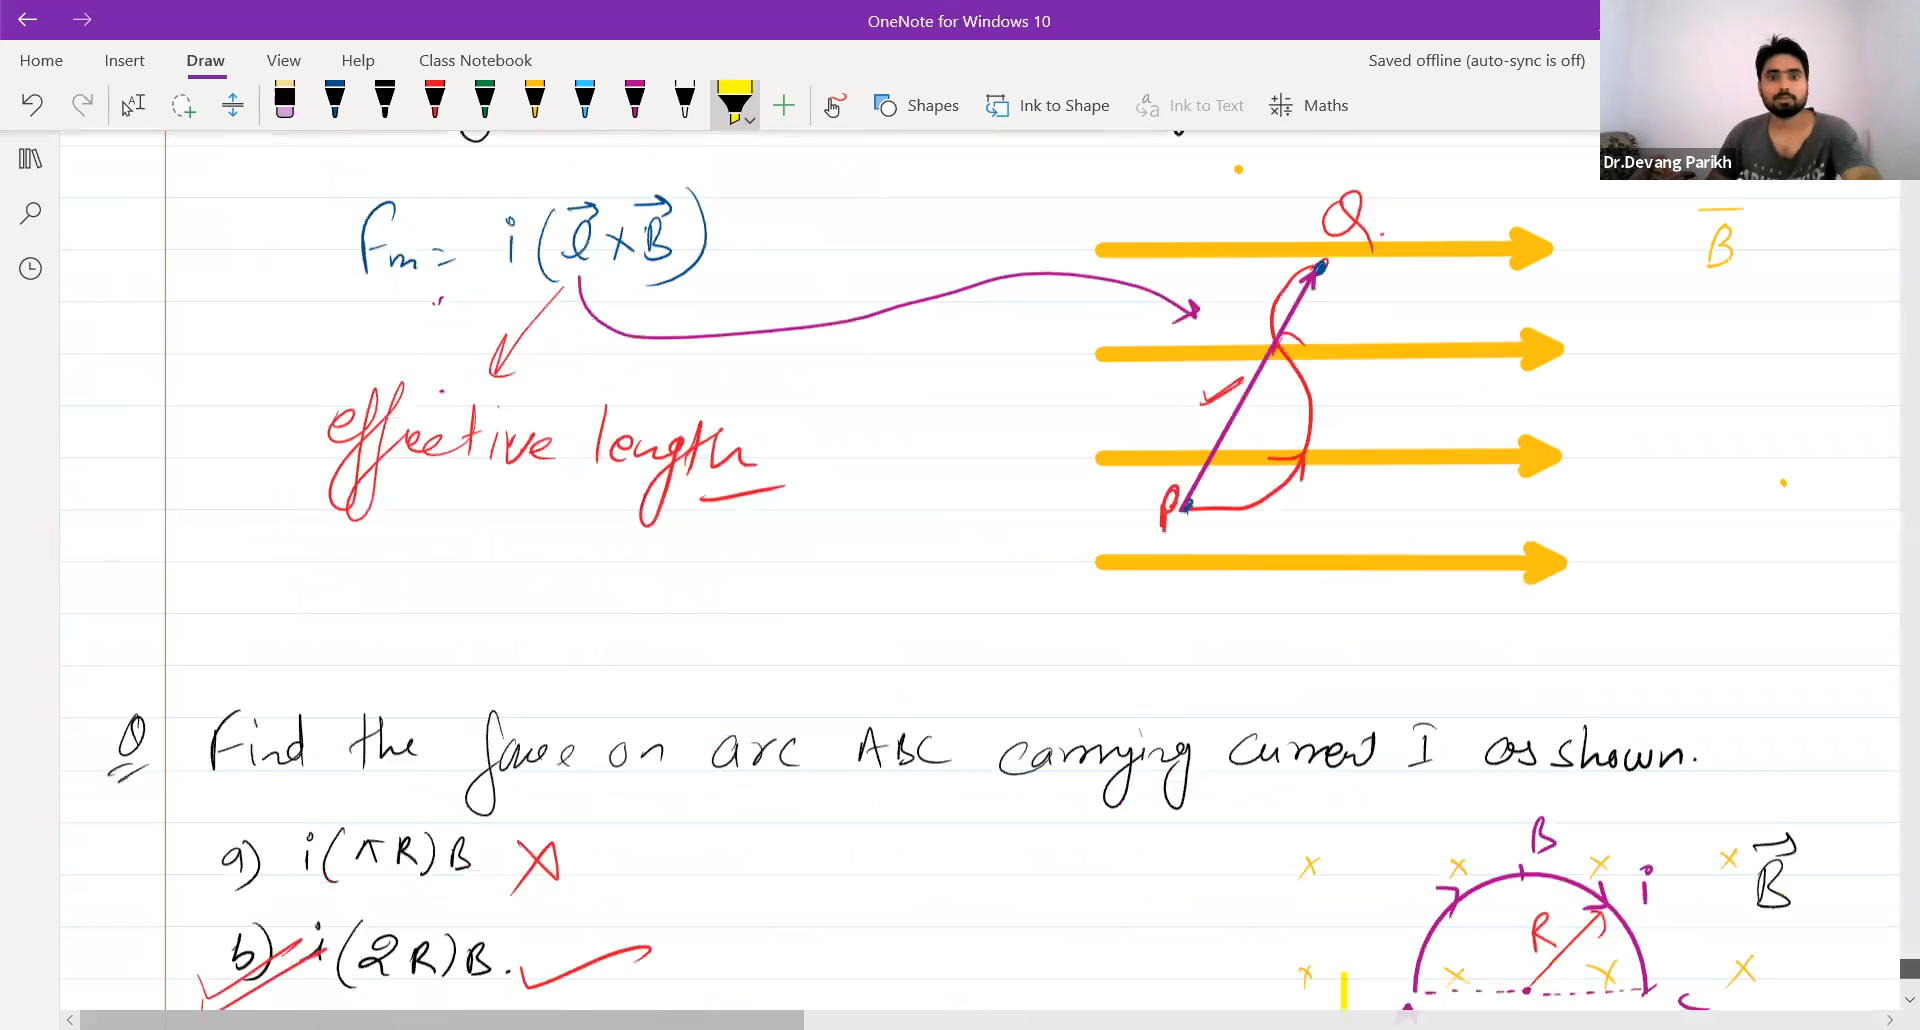 OneNote for Windows 10
Home Insert Draw View Help Class Notebook Saved offline (auto-sync is off)
Shapes Ink to Shape Ink to Text Maths
Dr.Devang Parikh
Fm = i(l⃗ × B⃗)
Q.
B̅
effective length
P
Q Find the force on arc ABC carrying current I as shown.
a) i(πR)B
b) i(2R)B.
B
i
B⃗
R
A C